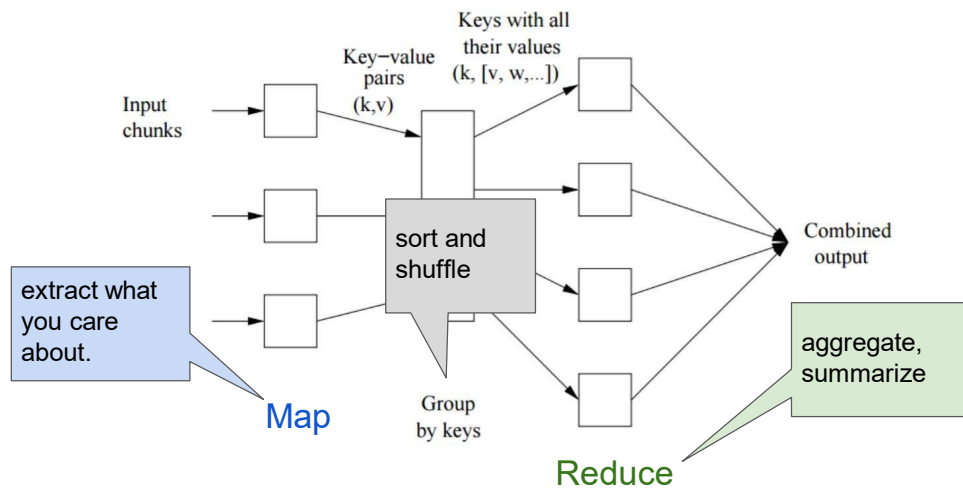 Keys with all
their values
(k, [v, w,...])
Key−value
pairs
(k,v)
Input
chunks
sort and
shuffle
Combined
output
extract what
you care
about.
aggregate,
summarize
Map
Group
by keys
Reduce